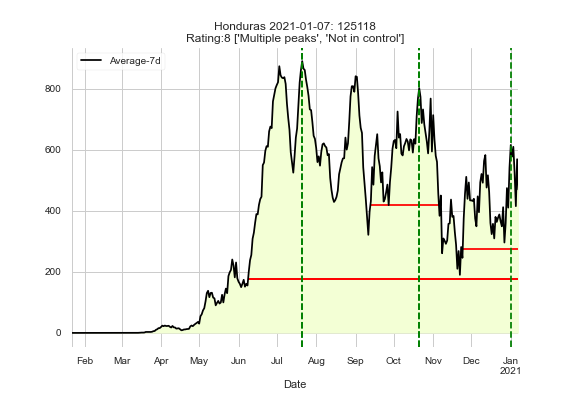 Honduras 2021-01-07: 125118
Rating:8 ['Multiple peaks', 'Not in control']
Average-7d
800
600
400
200
0
Feb Mar Apr May Jun Jul Aug Sep Oct Nov Dec Jan
2021
Date